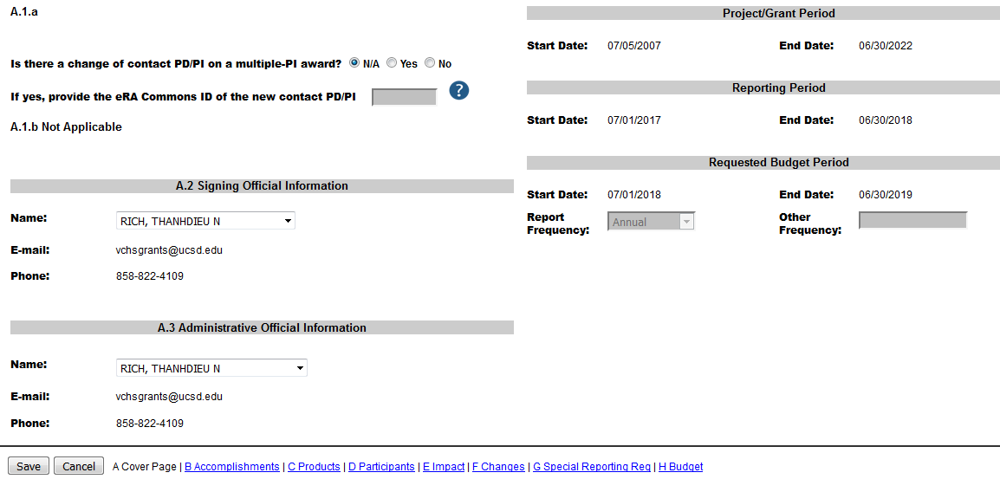 A.1.a
Is there a change of contact PD/PI on a multiple-PI award? N/A Yes No
If yes, provide the eRA Commons ID of the new contact PD/PI ?
A.1.b Not Applicable
A.2 Signing Official Information
Name: RICH, THANHDIEU N
E-mail: vchsgrants@ucsd.edu
Phone: 858-822-4109
A.3 Administrative Official Information
Name: RICH, THANHDIEU N
E-mail: vchsgrants@ucsd.edu
Phone: 858-822-4109
Project/Grant Period
Start Date: 07/05/2007 End Date: 06/30/2022
Reporting Period
Start Date: 07/01/2017 End Date: 06/30/2018
Requested Budget Period
Start Date: 07/01/2018 End Date: 06/30/2019
Report Frequency: Annual Other Frequency:
Save Cancel A Cover Page | B Accomplishments | C Products | D Participants | E Impact | F Changes | G Special Reporting Req | H Budget